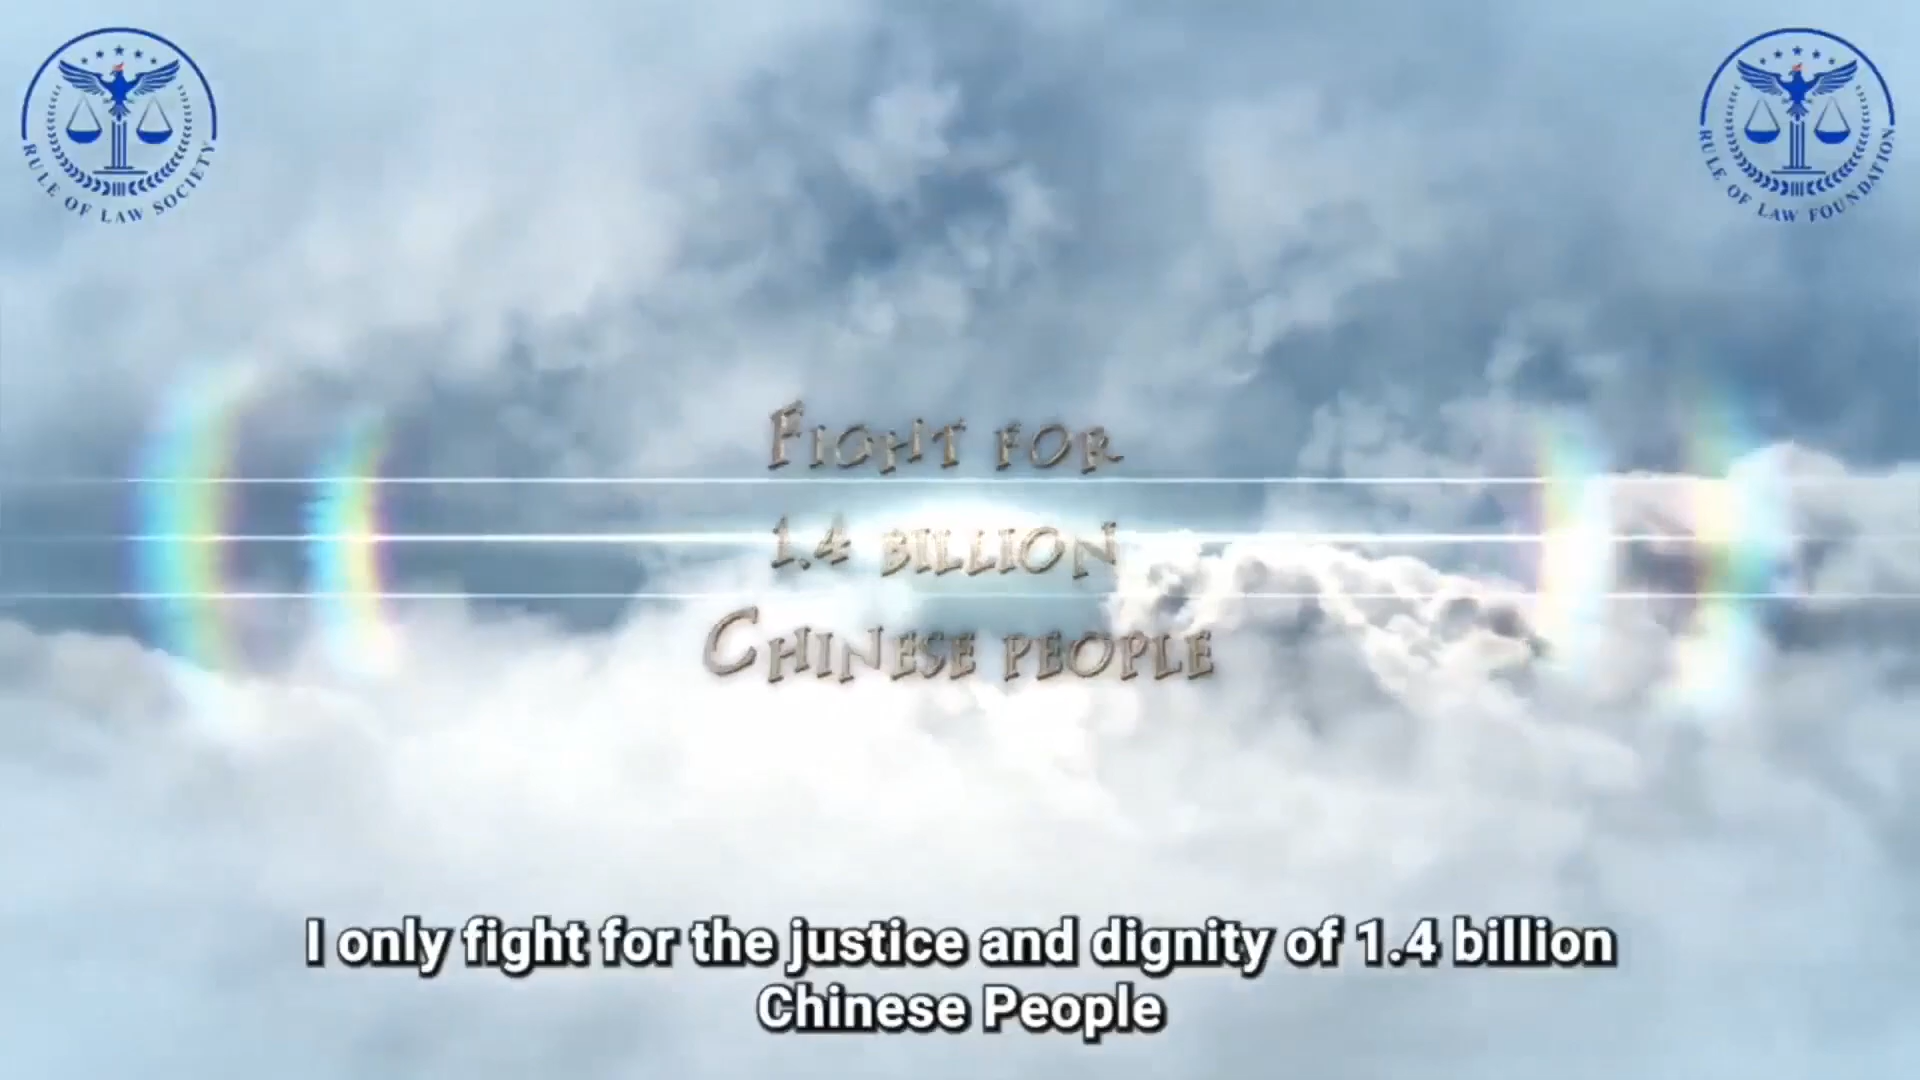 RULE OF LAW SOCIETY
RULE OF LAW FOUNDATION
FIGHT FOR
1.4 BILLION
CHINESE PEOPLE
I only fight for the justice and dignity of 1.4 billion
Chinese People